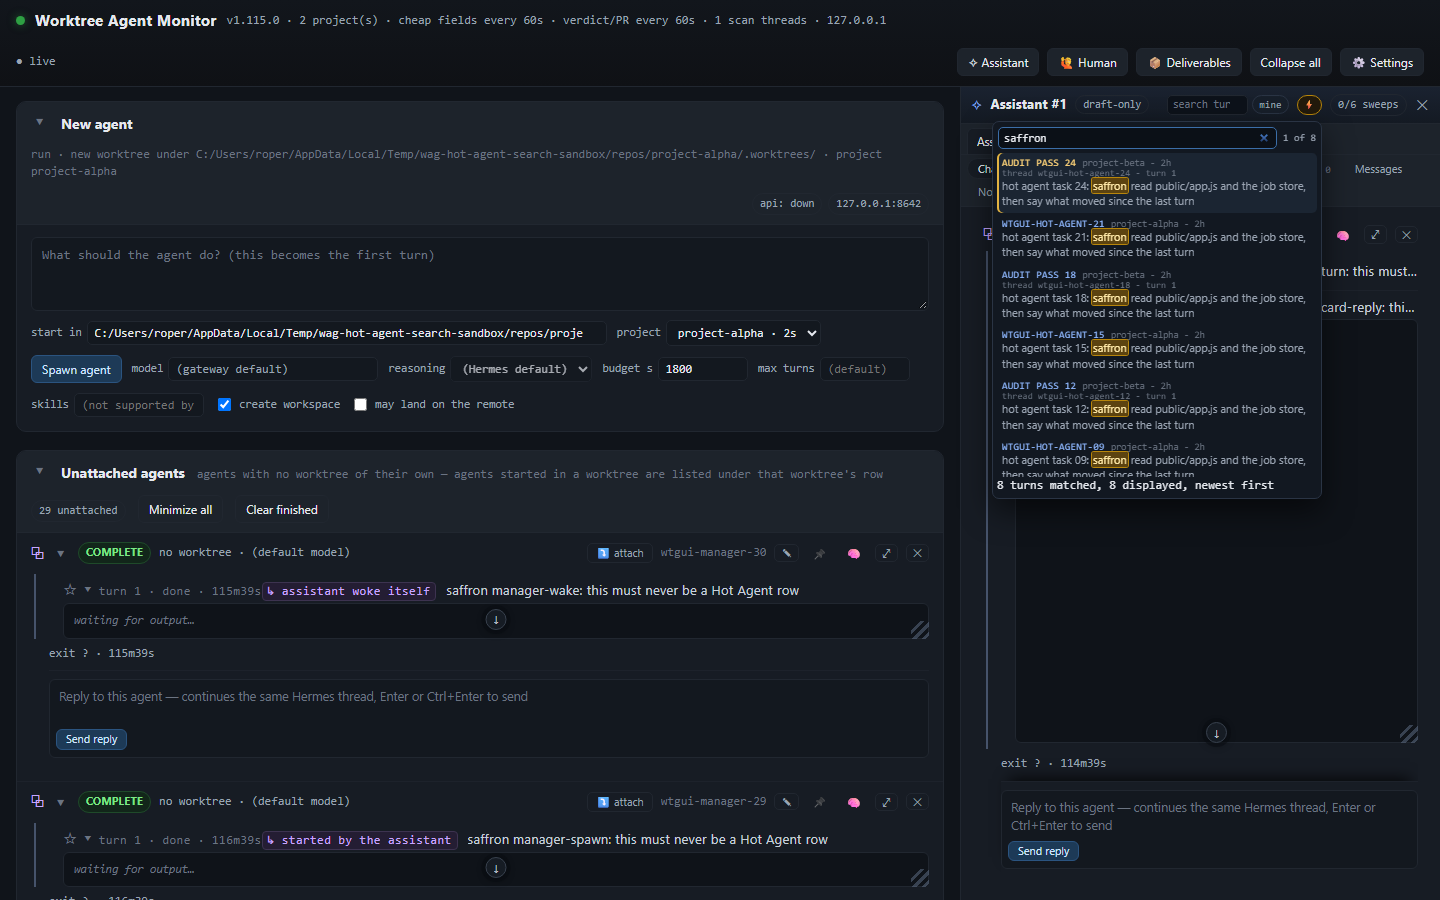 Worktree Agent Monitor v1.115.0 · 2 project(s) · cheap fields every 60s · verdict/PR every 60s · 1 scan threads · 127.0.0.1
live
Assistant
Human
Deliverables
Collapse all
Settings
New agent
run · new worktree under C:/Users/roper/AppData/Local/Temp/wag-hot-agent-search-sandbox/repos/project-alpha/.worktrees/ · project
project-alpha
api: down 127.0.0.1:8642
What should the agent do? (this becomes the first turn)
start in C:/Users/roper/AppData/Local/Temp/wag-hot-agent-search-sandbox/repos/proje project project-alpha · 2s
Spawn agent model (gateway default) reasoning (Hermes default) budget s 1800 max turns (default)
skills (not supported by create workspace may land on the remote
Unattached agents agents with no worktree of their own — agents started in a worktree are listed under that worktree's row
29 unattached Minimize all Clear finished
COMPLETE no worktree · (default model) attach wtgui-manager-30
turn 1 · done · 115m39s ↳ assistant woke itself saffron manager-wake: this must never be a Hot Agent row
waiting for output…
exit ? · 115m39s
Reply to this agent — continues the same Hermes thread, Enter or Ctrl+Enter to send
Send reply
COMPLETE no worktree · (default model) attach wtgui-manager-29
turn 1 · done · 116m39s ↳ started by the assistant saffron manager-spawn: this must never be a Hot Agent row
waiting for output…
Assistant #1 draft-only search tur mine 0/6 sweeps
Ass
saffron 1 of 8
Messages
AUDIT PASS 24 project-beta - 2h
thread wtgui-hot-agent-24 - turn 1
hot agent task 24: saffron read public/app.js and the job store,
then say what moved since the last turn
WTGUI-HOT-AGENT-21 project-alpha - 2h
hot agent task 21: saffron read public/app.js and the job store,
then say what moved since the last turn
AUDIT PASS 18 project-beta - 2h
thread wtgui-hot-agent-18 - turn 1
hot agent task 18: saffron read public/app.js and the job store,
then say what moved since the last turn
WTGUI-HOT-AGENT-15 project-alpha - 2h
hot agent task 15: saffron read public/app.js and the job store,
then say what moved since the last turn
AUDIT PASS 12 project-beta - 2h
thread wtgui-hot-agent-12 - turn 1
hot agent task 12: saffron read public/app.js and the job store,
then say what moved since the last turn
WTGUI-HOT-AGENT-09 project-alpha - 2h
hot agent task 09: saffron read public/app.js and the job store,
then say what moved since the last turn
8 turns matched, 8 displayed, newest first
turn: this must…
card-reply: thi…
exit ? · 114m39s
Reply to this agent — continues the same Hermes thread, Enter or
Ctrl+Enter to send
Send reply